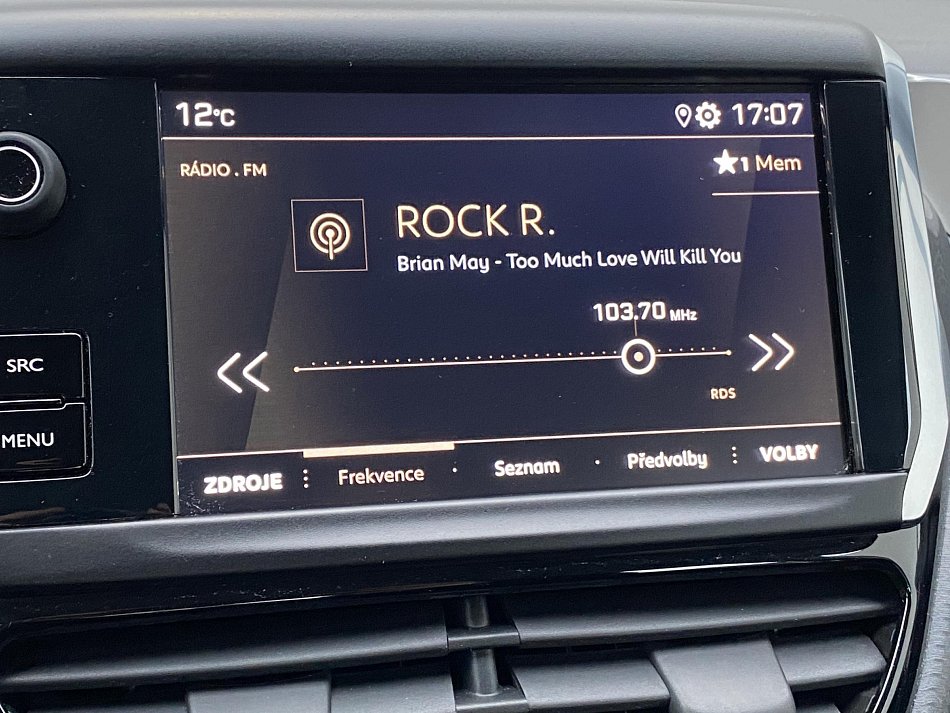 12°C 17:07
RÁDIO . FM ★1 Mem
ROCK R.
Brian May - Too Much Love Will Kill You
103.70 MHz
SRC
RDS
MENU
ZDROJE Frekvence Seznam Předvolby VOLBY